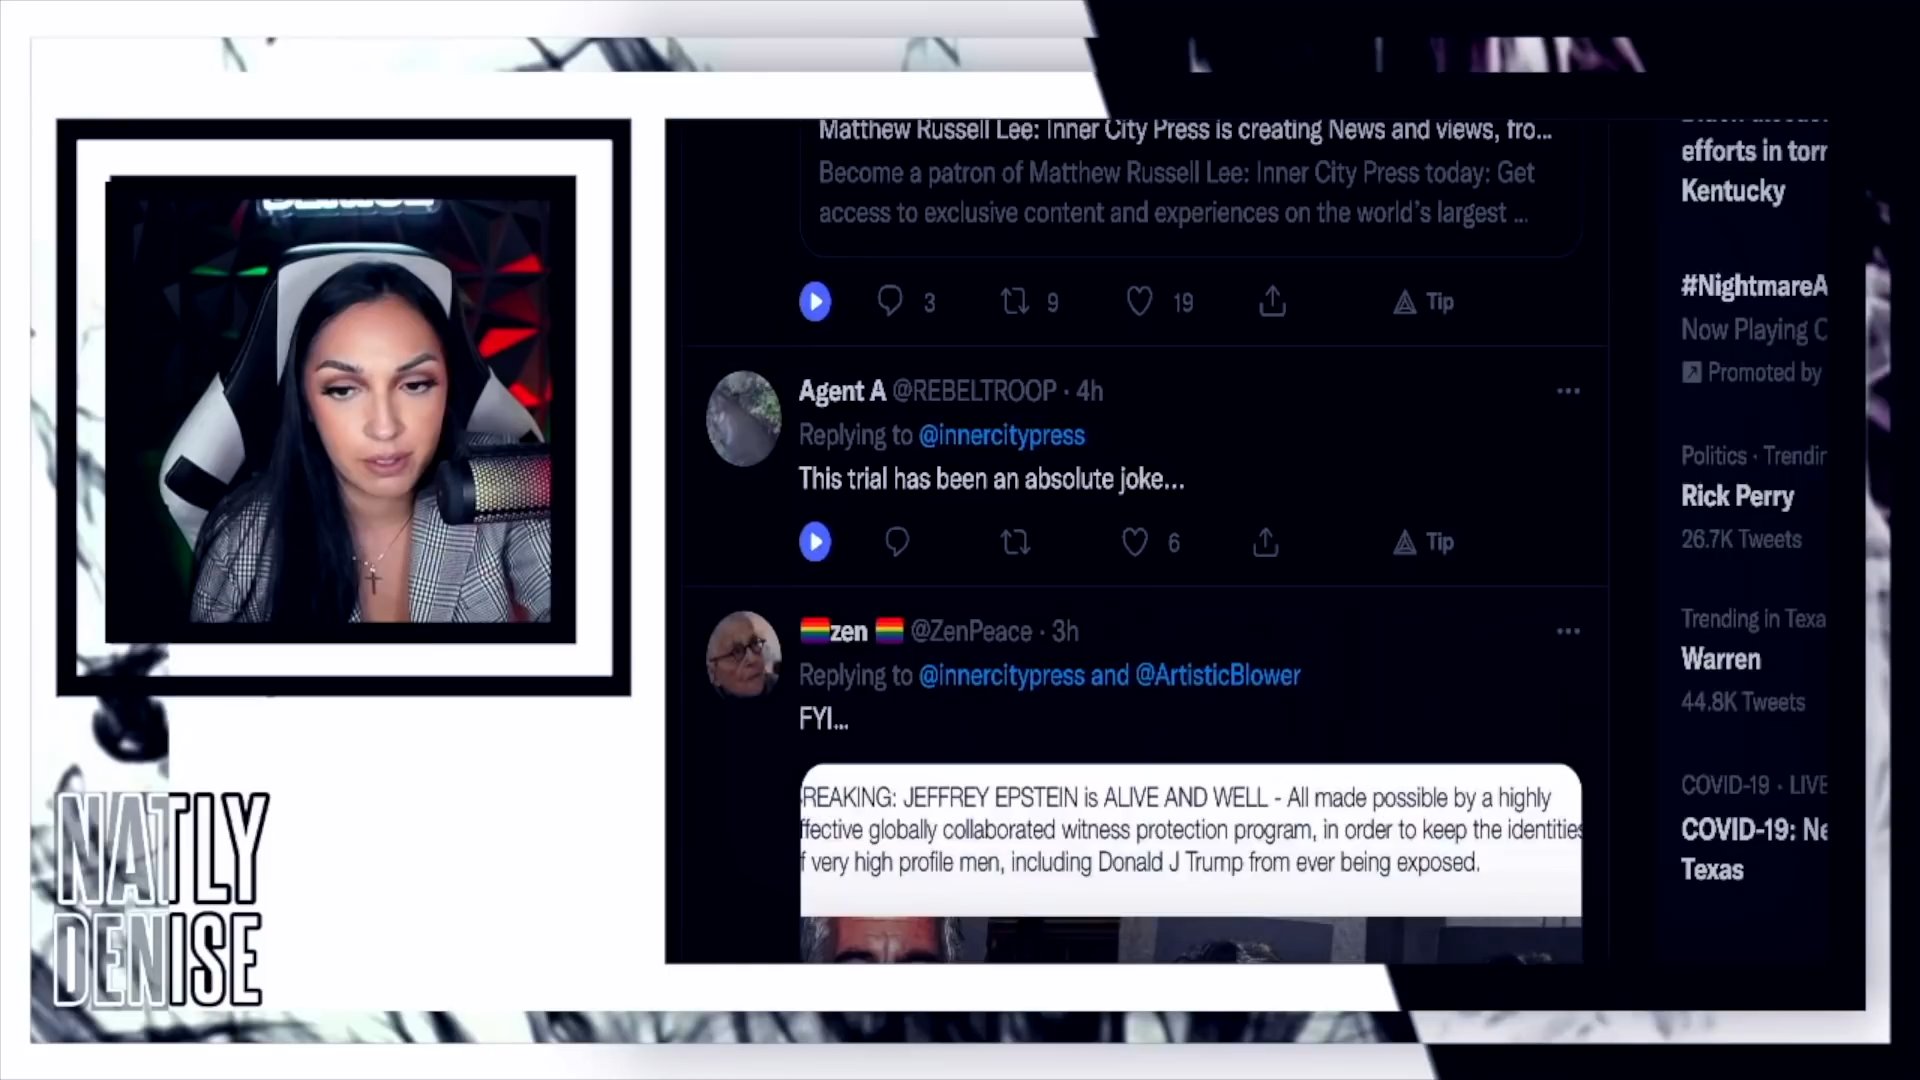 Matthew Russell Lee: Inner City Press is creating News and views, fro...
Become a patron of Matthew Russell Lee: Inner City Press today: Get
access to exclusive content and experiences on the world's largest ...
3 9 19 Tip
Agent A @REBELTROOP · 4h
Replying to @innercitypress
This trial has been an absolute joke...
6 Tip
zen @ZenPeace · 3h
Replying to @innercitypress and @ArtisticBlower
FYI...
REAKING: JEFFREY EPSTEIN is ALIVE AND WELL - All made possible by a highly
ffective globally collaborated witness protection program, in order to keep the identities
f very high profile men, including Donald J Trump from ever being exposed.
efforts in torr
Kentucky
#NightmareA
Now Playing
Promoted by
Politics · Trendin
Rick Perry
26.7K Tweets
Trending in Texa
Warren
44.8K Tweets
COVID-19 · LIVE
COVID-19: Ne
Texas
NATLY
DENISE